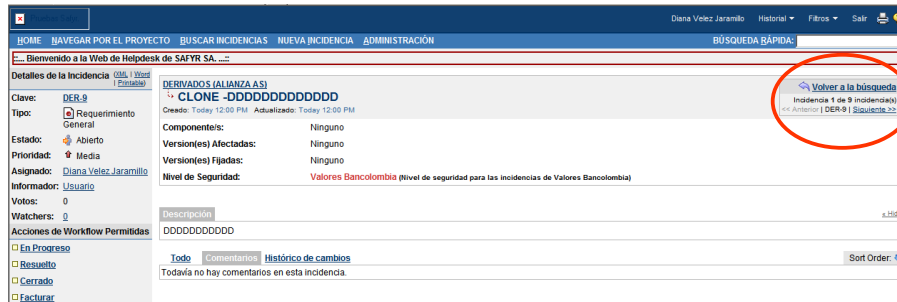 Diana Velez Jaramillo Historial Filtros Salir
HOME NAVEGAR POR EL PROYECTO BUSCAR INCIDENCIAS NUEVA INCIDENCIA ADMINISTRACIÓN BÚSQUEDA RÁPIDA:
::... Bienvenido a la Web de Helpdesk de SAFYR SA. ...::
Detalles de la Incidencia (XML | Word | Printable)
Clave: DER-9
Tipo: Requerimiento General
Estado: Abierto
Prioridad: Media
Asignado: Diana Velez Jaramillo
Informador: Usuario
Votos: 0
Watchers: 0
Acciones de Workflow Permitidas
En Progreso
Resuelto
Cerrado
Facturar
DERIVADOS (ALIANZA AS)
CLONE -DDDDDDDDDDDDD
Creado: Today 12:00 PM Actualizado: Today 12:00 PM
Volver a la búsqueda
Incidencia 1 de 9 incidencia(s)
<< Anterior | DER-9 | Siguiente >>
Componente/s: Ninguno
Version(es) Afectadas: Ninguno
Version(es) Fijadas: Ninguno
Nivel de Seguridad: Valores Bancolombia (Nivel de seguridad para las incidencias de Valores Bancolombia)
Descripción
DDDDDDDDDDD
Todo Comentarios Histórico de cambios Sort Order:
Todavía no hay comentarios en esta incidencia.